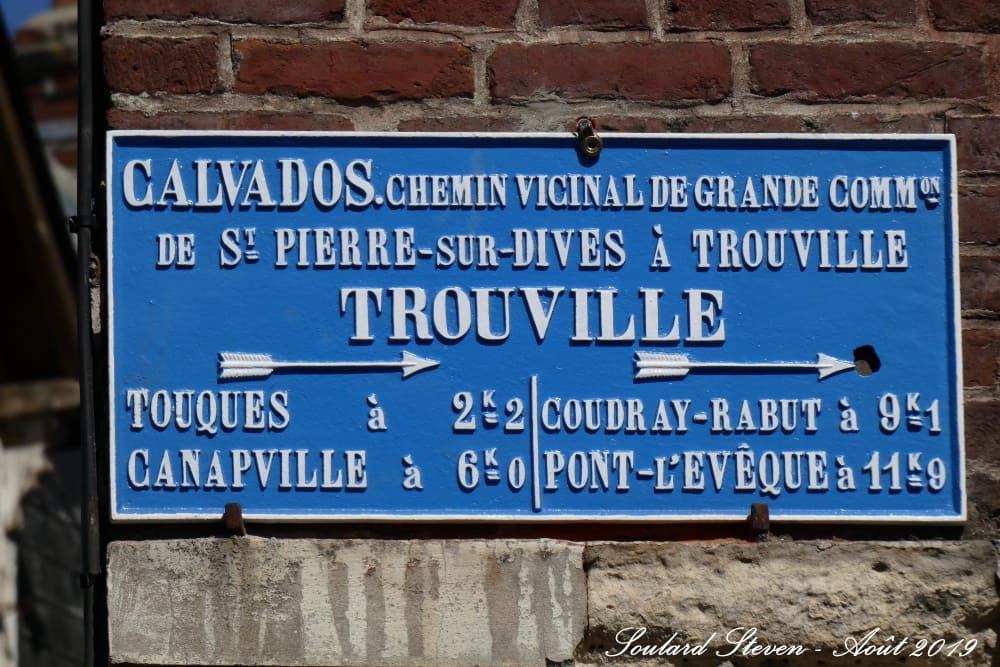 CALVADOS. CHEMIN VICINAL DE GRANDE COMMᴼᴺ
DE Sᵀ PIERRE-SUR-DIVES À TROUVILLE
TROUVILLE
TOUQUES à 2ᴷ2
CANAPVILLE à 6ᴷ0
COUDRAY-RABUT à 9ᴷ1
PONT-L'EVÊQUE à 11ᴷ9
Soulard Steven - Août 2019